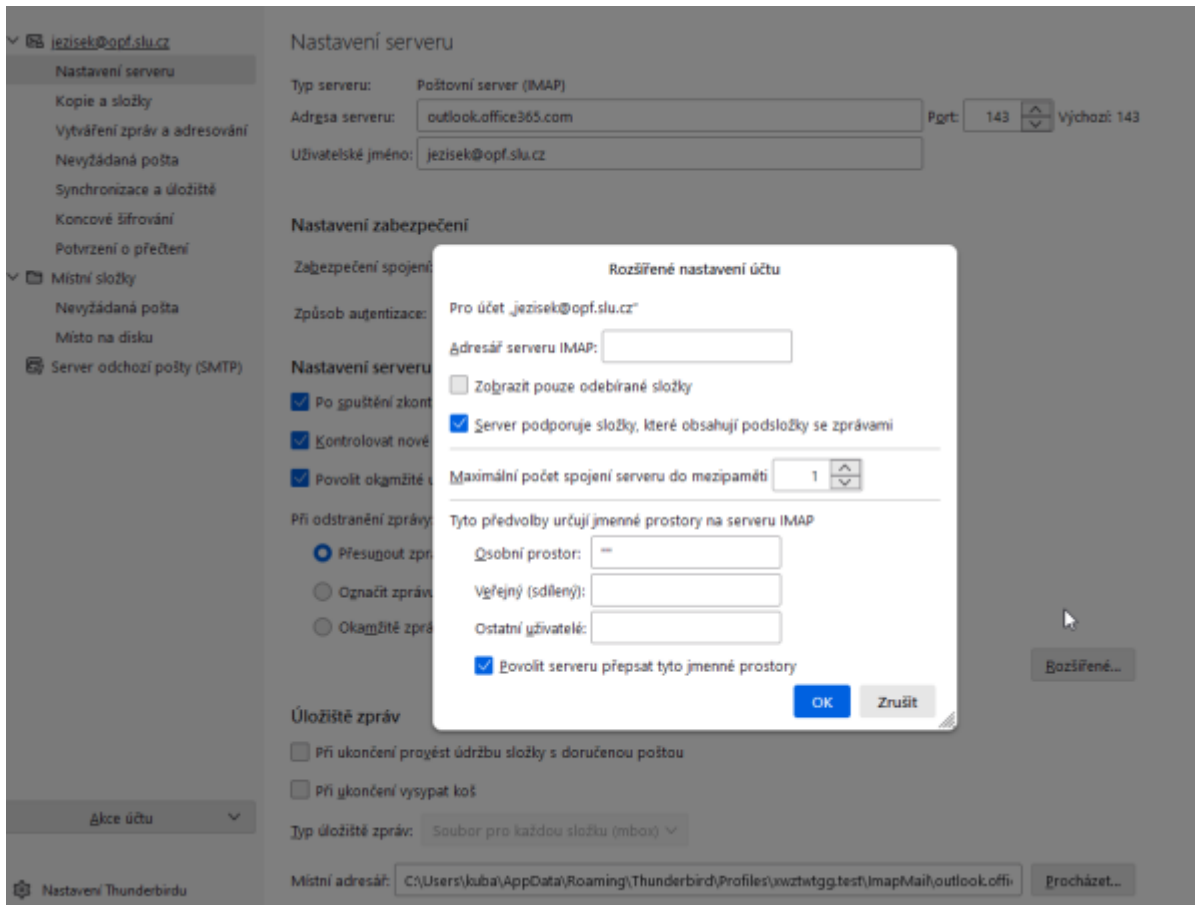 jezisek@opf.slu.cz
Nastavení serveru
Kopie a složky
Vytváření zpráv a adresování
Nevyžádaná pošta
Synchronizace a úložiště
Koncové šifrování
Potvrzení o přečtení
Místní složky
Nevyžádaná pošta
Místo na disku
Server odchozí pošty (SMTP)
Akce účtu
Nastavení Thunderbirdu
Nastavení serveru
Typ serveru: Poštovní server (IMAP)
Adresa serveru: outlook.office365.com Port: 143 Výchozí: 143
Uživatelské jméno: jezisek@opf.slu.cz
Nastavení zabezpečení
Zabezpečení spojení:
Způsob autentizace:
Nastavení serveru
Po spuštění zkont
Kontrolovat nové
Povolit okamžité
Při odstranění zprávy:
Přesunout zpr
Označit zpráv
Okamžitě zprá
Rozšířené...
Úložiště zpráv
Při ukončení provést údržbu složky s doručenou poštou
Při ukončení vysypat koš
Typ úložiště zpráv: Soubor pro každou složku (mbox)
Místní adresář: C:\Users\kuba\AppData\Roaming\Thunderbird\Profiles\xwztwtgg.test\ImapMail\outlook.offi
Procházet...
Rozšířené nastavení účtu
Pro účet „jezisek@opf.slu.cz“
Adresář serveru IMAP:
Zobrazit pouze odebírané složky
Server podporuje složky, které obsahují podsložky se zprávami
Maximální počet spojení serveru do mezipaměti 1
Tyto předvolby určují jmenné prostory na serveru IMAP
Osobní prostor: ""
Veřejný (sdílený):
Ostatní uživatelé:
Povolit serveru přepsat tyto jmenné prostory
OK Zrušit